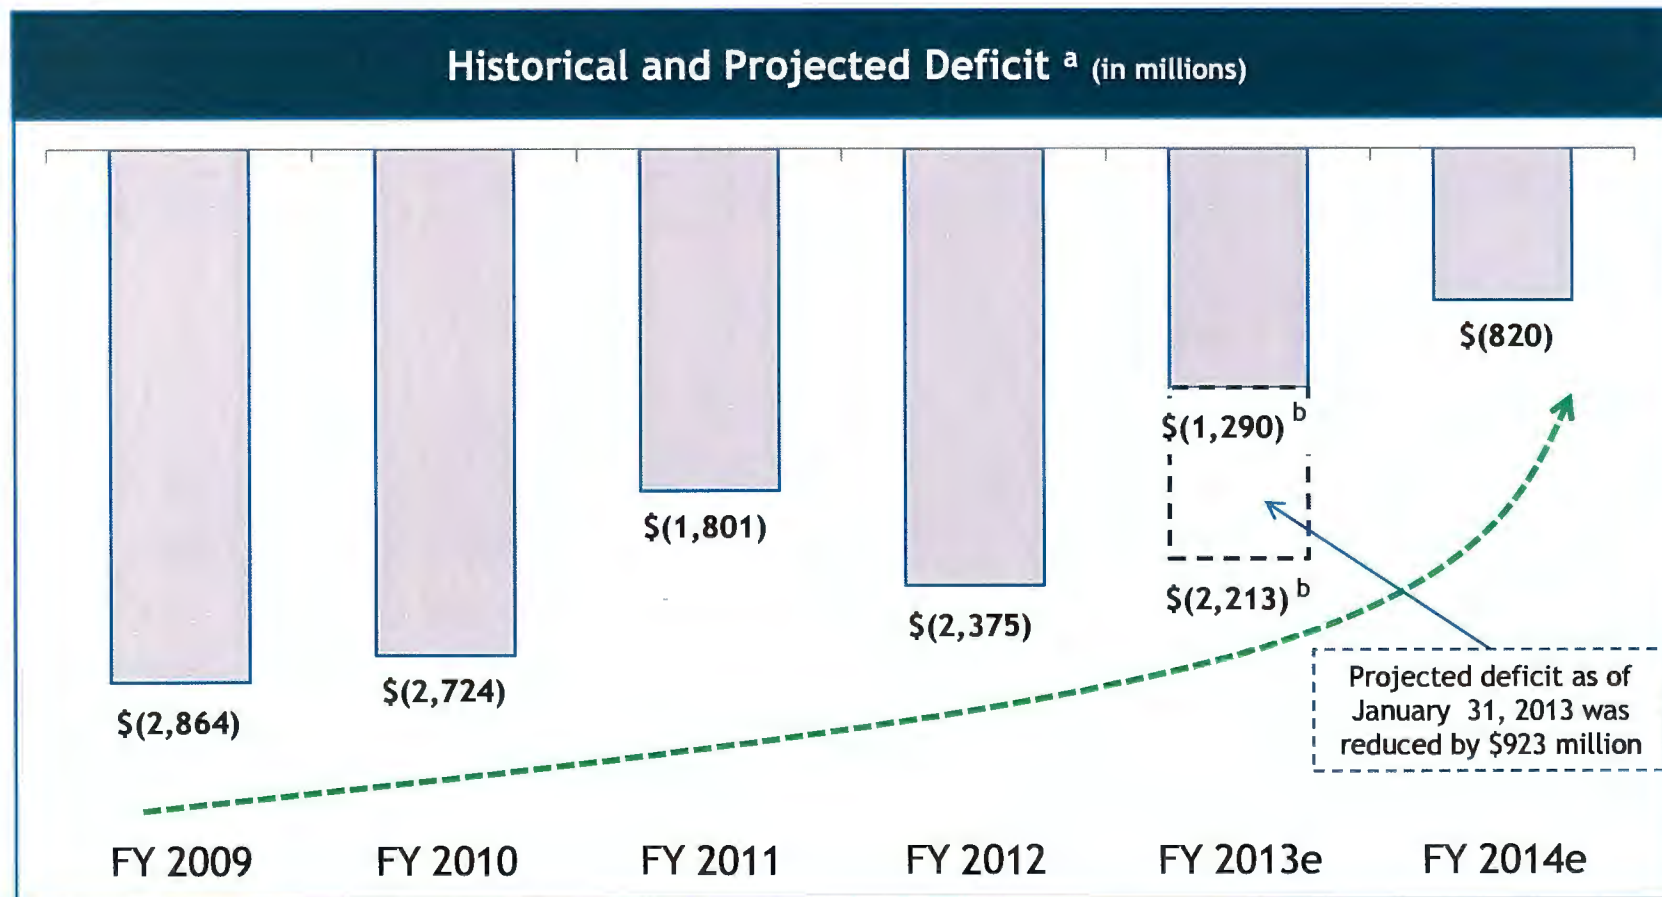 Historical and Projected Deficit a (in millions)
$(2,864)
$(2,724)
$(1,801)
$(2,375)
$(1,290) b
$(2,213) b
$(820)
Projected deficit as of
January 31, 2013 was
reduced by $923 million
FY 2009
FY 2010
FY 2011
FY 2012
FY 2013e
FY 2014e